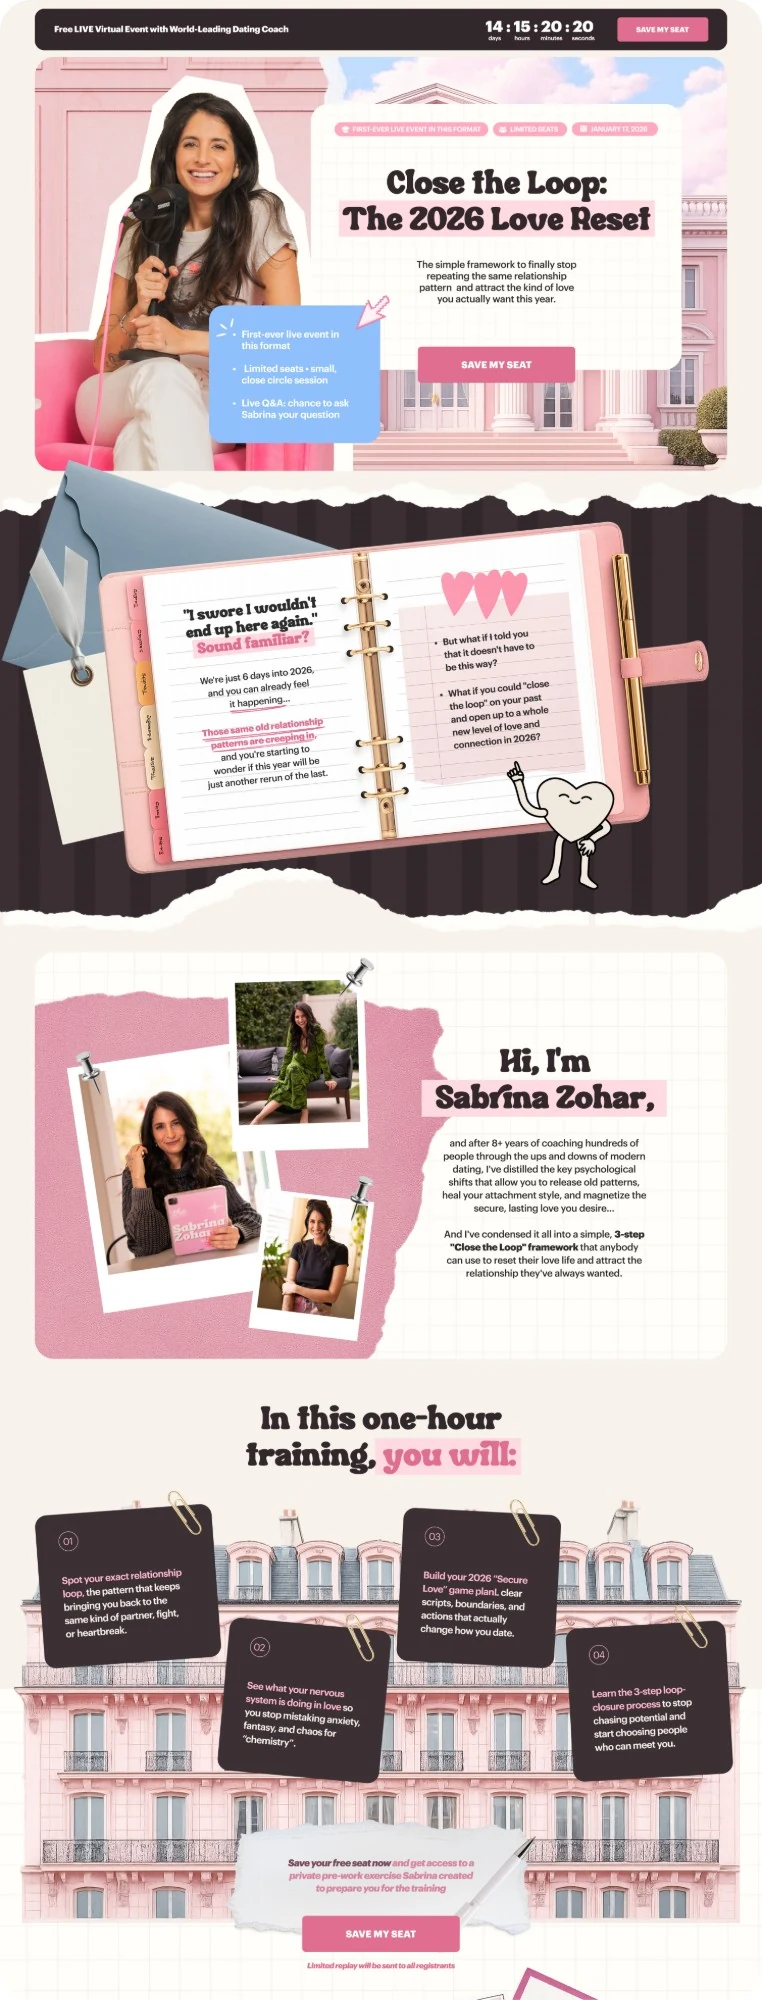 Free LIVE Virtual Event with World-Leading Dating Coach
14 : 15 : 20 : 20
days hours minutes seconds
SAVE MY SEAT
FIRST-EVER LIVE EVENT IN THIS FORMAT
LIMITED SEATS
JANUARY 17, 2026
Close the Loop:
The 2026 Love Reset
The simple framework to finally stop
repeating the same relationship
pattern and attract the kind of love
you actually want this year.
SAVE MY SEAT
• First-ever live event in
this format
• Limited seats • small,
close circle session
• Live Q&A: chance to ask
Sabrina your question
"I swore I wouldn't
end up here again."
Sound familiar?
We're just 6 days into 2026,
and you can already feel
it happening...
Those same old relationship
patterns are creeping in,
and you're starting to
wonder if this year will be
just another rerun of the last.
• But what if I told you
that it doesn't have to
be this way?
• What if you could "close
the loop" on your past
and open up to a whole
new level of love and
connection in 2026?
Sabrina
Zohar
Hi, I'm
Sabrina Zohar,
and after 8+ years of coaching hundreds of
people through the ups and downs of modern
dating, I've distilled the key psychological
shifts that allow you to release old patterns,
heal your attachment style, and magnetize the
secure, lasting love you desire...
And I've condensed it all into a simple, 3-step
"Close the Loop" framework that anybody
can use to reset their love life and attract the
relationship they've always wanted.
In this one-hour
training, you will:
01
Spot your exact relationship
loop, the pattern that keeps
bringing you back to the
same kind of partner, fight,
or heartbreak.
02
See what your nervous
system is doing in love so
you stop mistaking anxiety,
fantasy, and chaos for
"chemistry".
03
Build your 2026 "Secure
Love" game planl. clear
scripts, boundaries, and
actions that actually
change how you date.
04
Learn the 3-step loop-
closure process to stop
chasing potential and
start choosing people
who can meet you.
Save your free seat now and get access to a
private pre-work exercise Sabrina created
to prepare you for the training
SAVE MY SEAT
Limited replay will be sent to all registrants